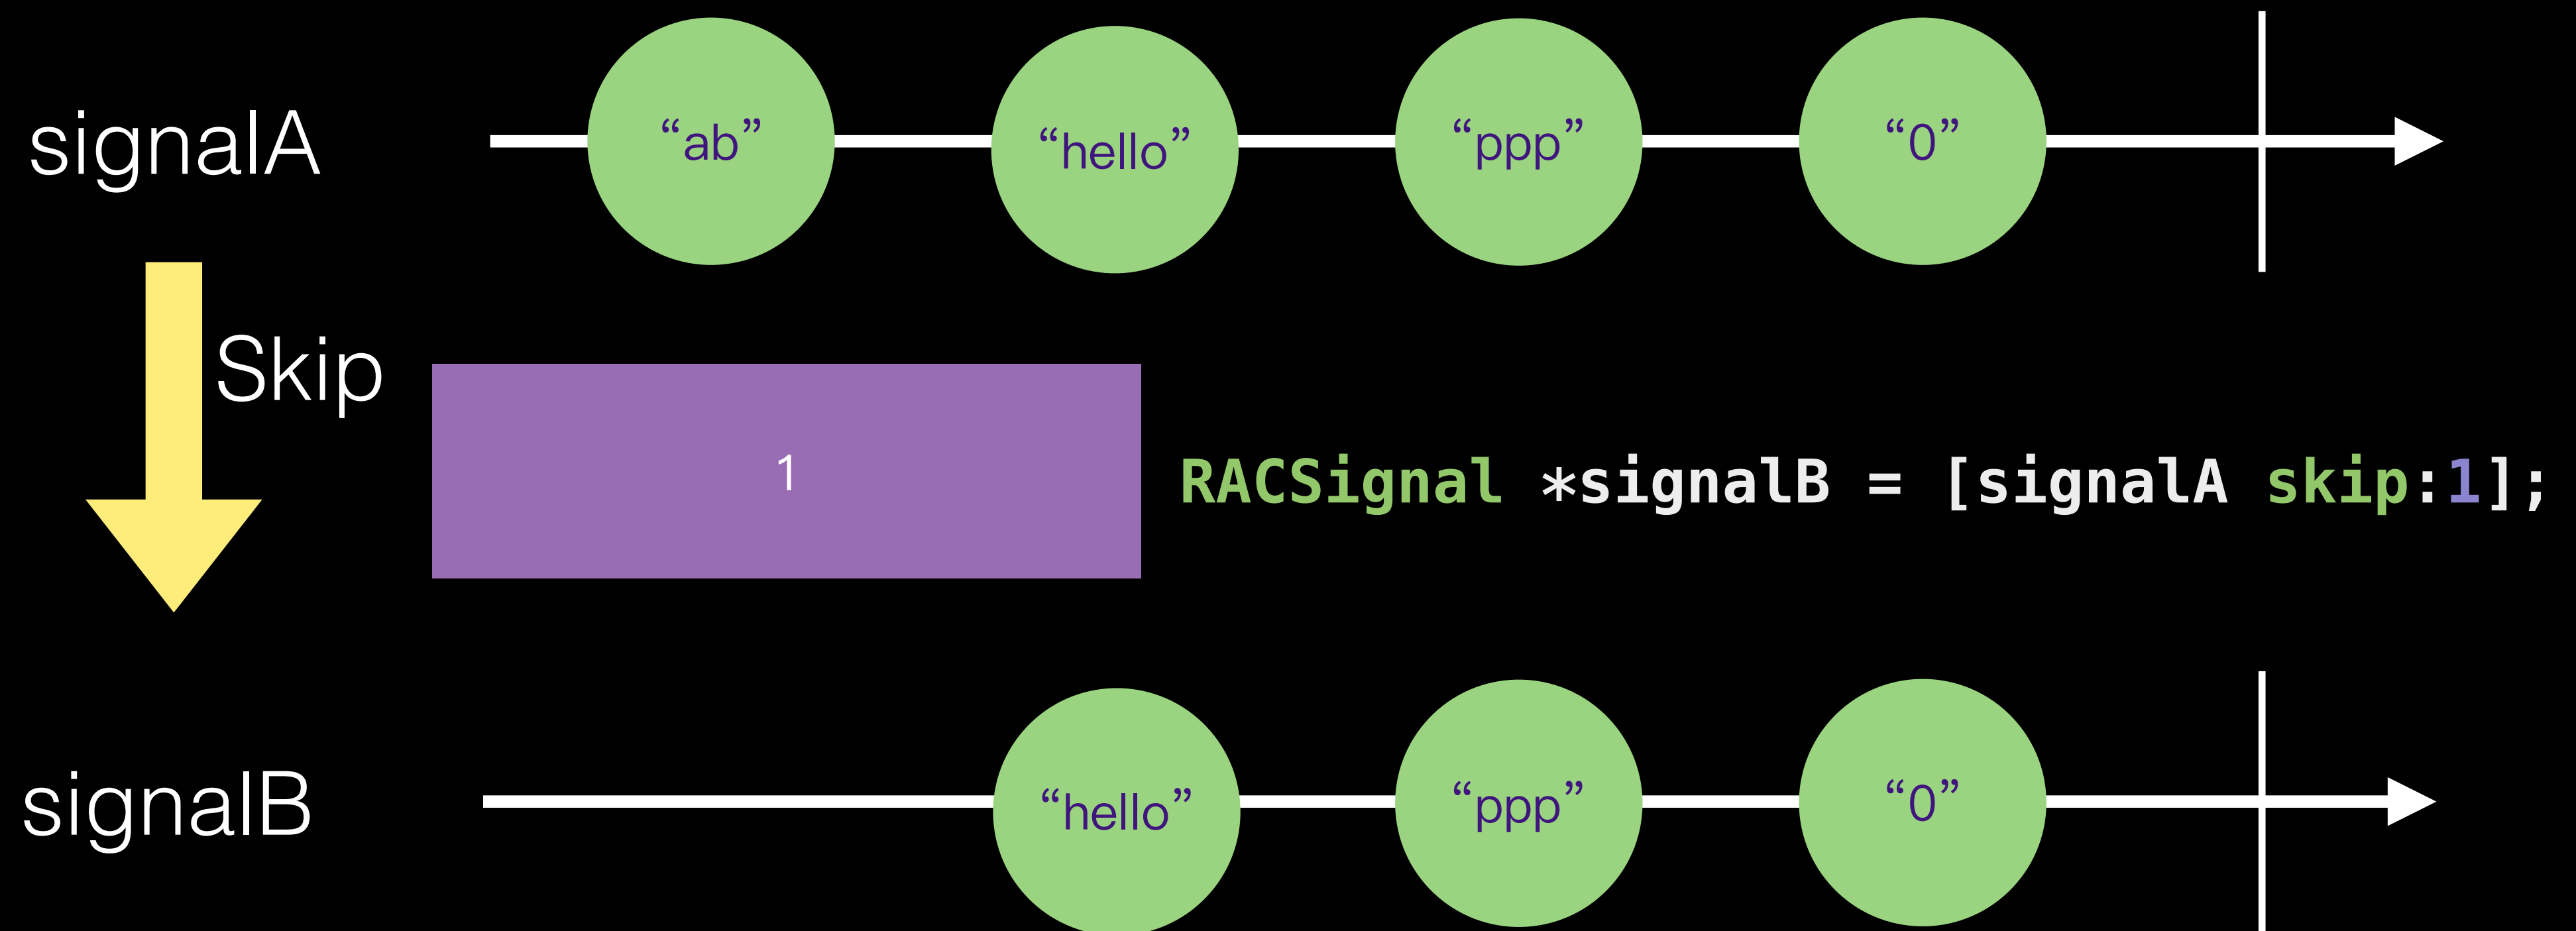 signalA
“ab” “hello” “ppp” “0”
Skip
1
RACSignal *signalB = [signalA skip:1];
signalB
“hello” “ppp” “0”